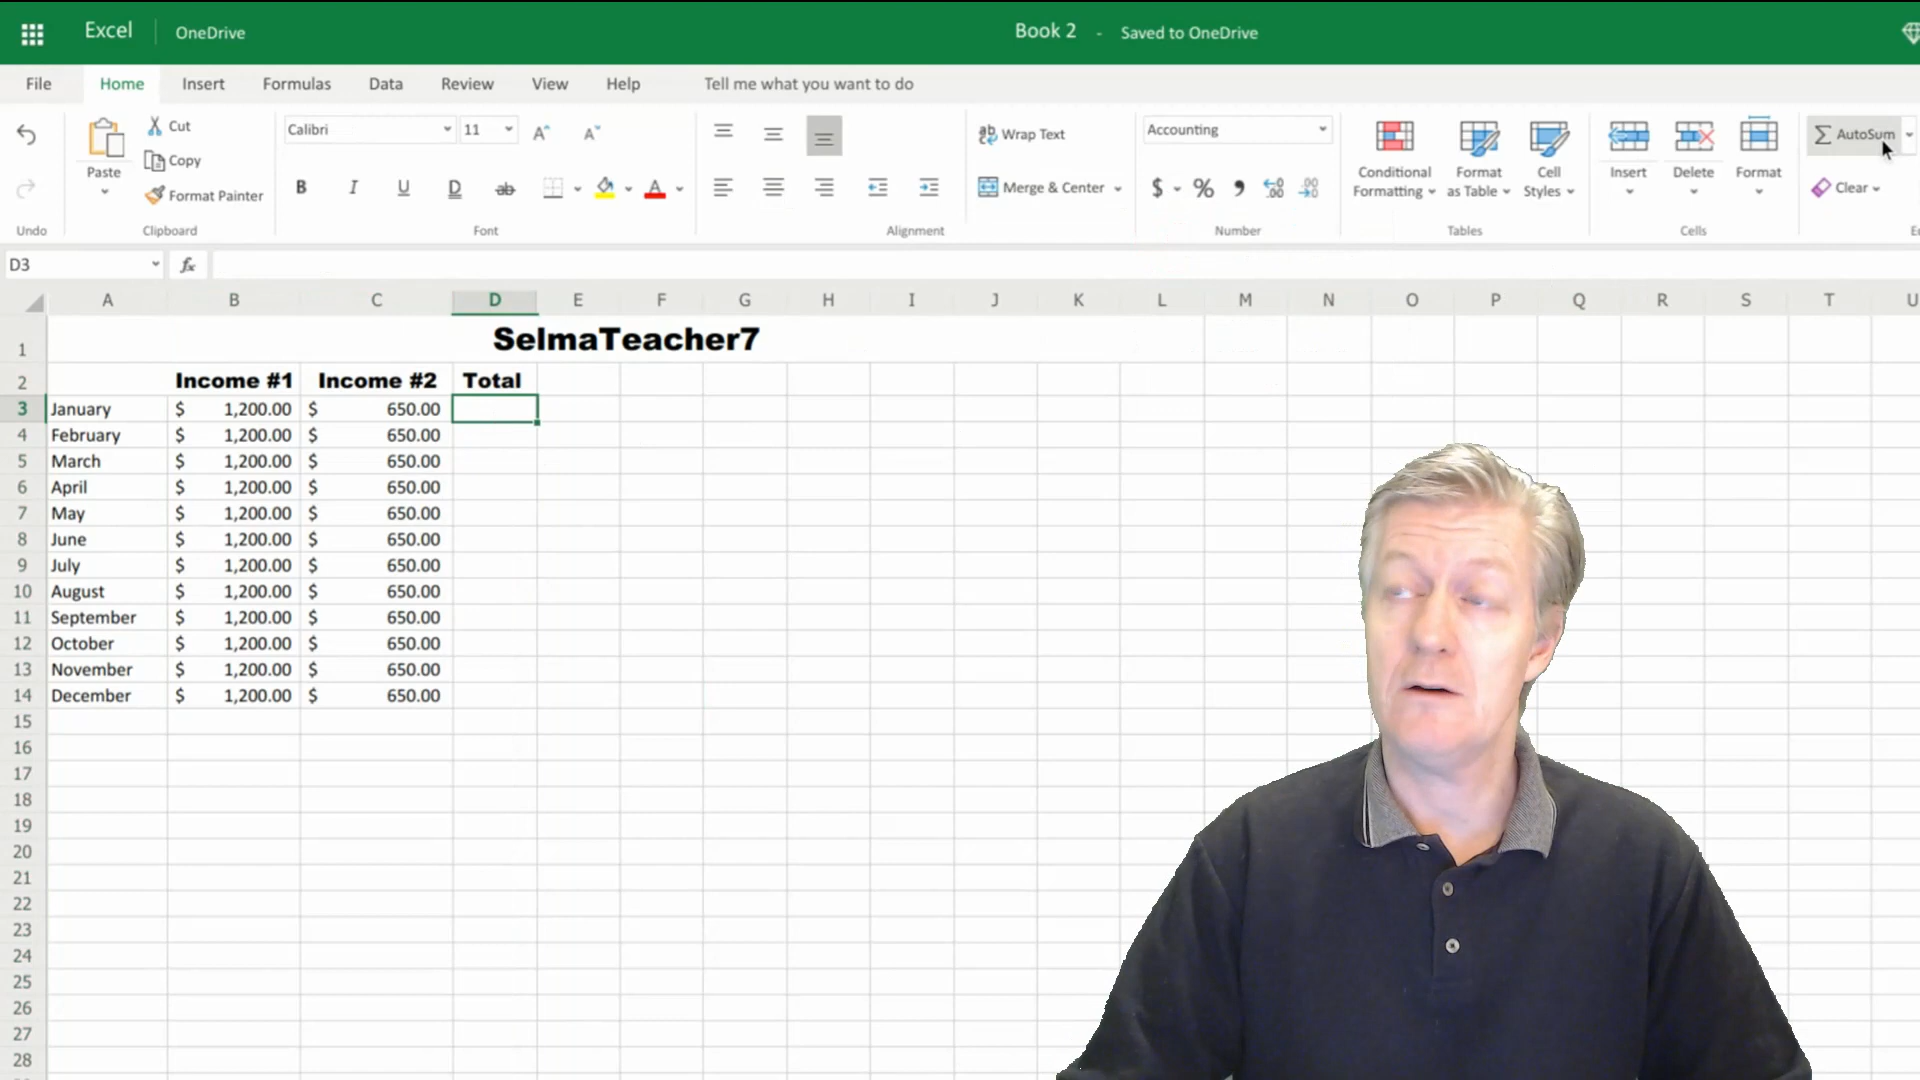 Excel OneDrive Book 2 - Saved to OneDrive
File Home Insert Formulas Data Review View Help Tell me what you want to do
Cut
Copy
Paste
Format Painter
Undo
Clipboard
Calibri 11
B I U D ab
Font
Alignment
ab Wrap Text
Merge & Center
Accounting
$ % 9 .00 .00
Number
Conditional Formatting
Format as Table
Cell Styles
Tables
Insert Delete Format
Cells
Σ AutoSum
Clear
D3 fx
A B C D E F G H I J K L M N O P Q R S T U
1 SelmaTeacher7
2 Income #1 Income #2 Total
3 January $ 1,200.00 $ 650.00
4 February $ 1,200.00 $ 650.00
5 March $ 1,200.00 $ 650.00
6 April $ 1,200.00 $ 650.00
7 May $ 1,200.00 $ 650.00
8 June $ 1,200.00 $ 650.00
9 July $ 1,200.00 $ 650.00
10 August $ 1,200.00 $ 650.00
11 September $ 1,200.00 $ 650.00
12 October $ 1,200.00 $ 650.00
13 November $ 1,200.00 $ 650.00
14 December $ 1,200.00 $ 650.00
15
16
17
18
19
20
21
22
23
24
25
26
27
28